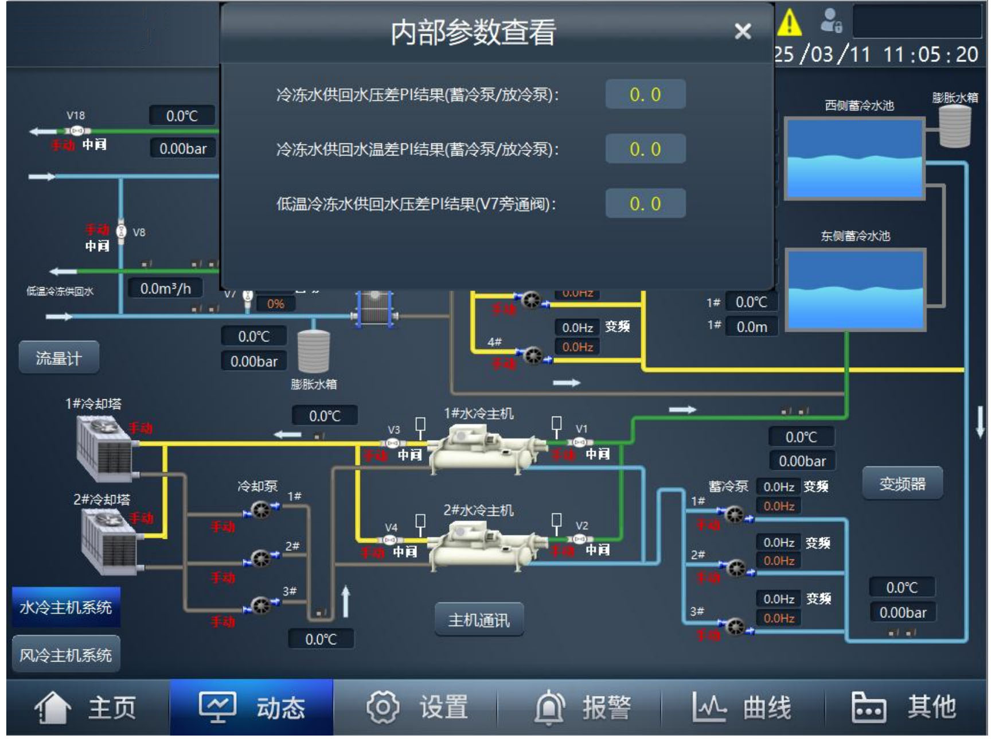 内部参数查看
25/03/11 11:05:20
冷冻水供回水压差PI结果(蓄冷泵/放冷泵): 0.0
冷冻水供回水温差PI结果(蓄冷泵/放冷泵): 0.0
低温冷冻水供回水压差PI结果(V7旁通阀): 0.0
V18
0.0℃
手动 中间
0.00bar
西侧蓄冷水池
膨胀水箱
手动
中间
V8
东侧蓄冷水池
低温冷冻供回水
0.0m³/h
V7
0%
0.0Hz
手动
1# 0.0℃
1# 0.0m
0.0℃
0.00bar
膨胀水箱
4#
手动
0.0Hz 变频
0.0Hz
流量计
1#冷却塔
手动
0.0℃
V3
手动 中间
1#水冷主机
V1
手动 中间
0.0℃
0.00bar
变频器
2#冷却塔
手动
冷却泵
1#
手动
2#
手动
3#
手动
0.0℃
V4
手动 中间
2#水冷主机
V2
手动 中间
蓄冷泵
1#
手动
0.0Hz 变频
0.0Hz
2#
手动
0.0Hz 变频
0.0Hz
3#
手动
0.0Hz 变频
0.0Hz
0.0℃
0.00bar
水冷主机系统
风冷主机系统
主机通讯
主页 动态 设置 报警 曲线 其他